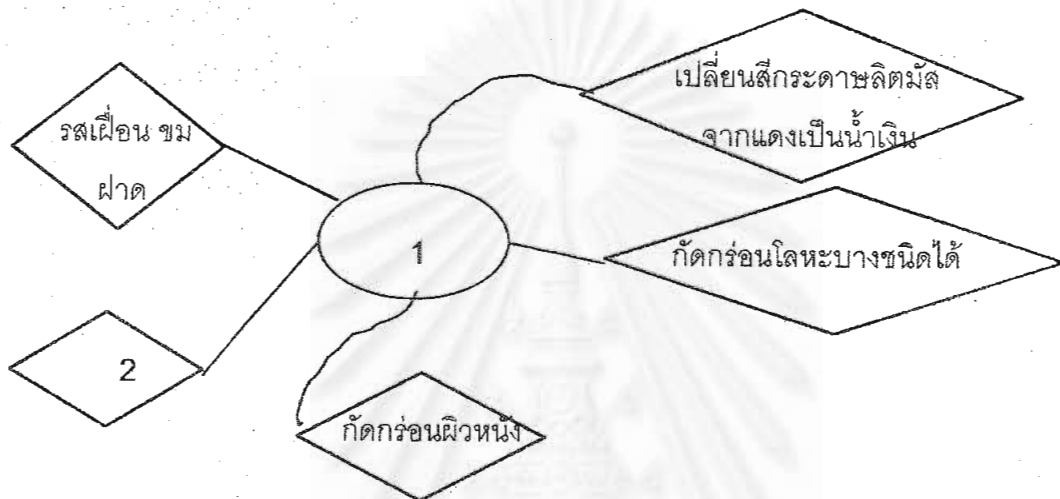 เปลี่ยนสีกระดาษลิตมัส
จากแดงเป็นน้ำเงิน
รสเฝื่อน ขม
ฝาด
1
กัดกร่อนโลหะบางชนิดได้
2
กัดกร่อนผิวหนัง